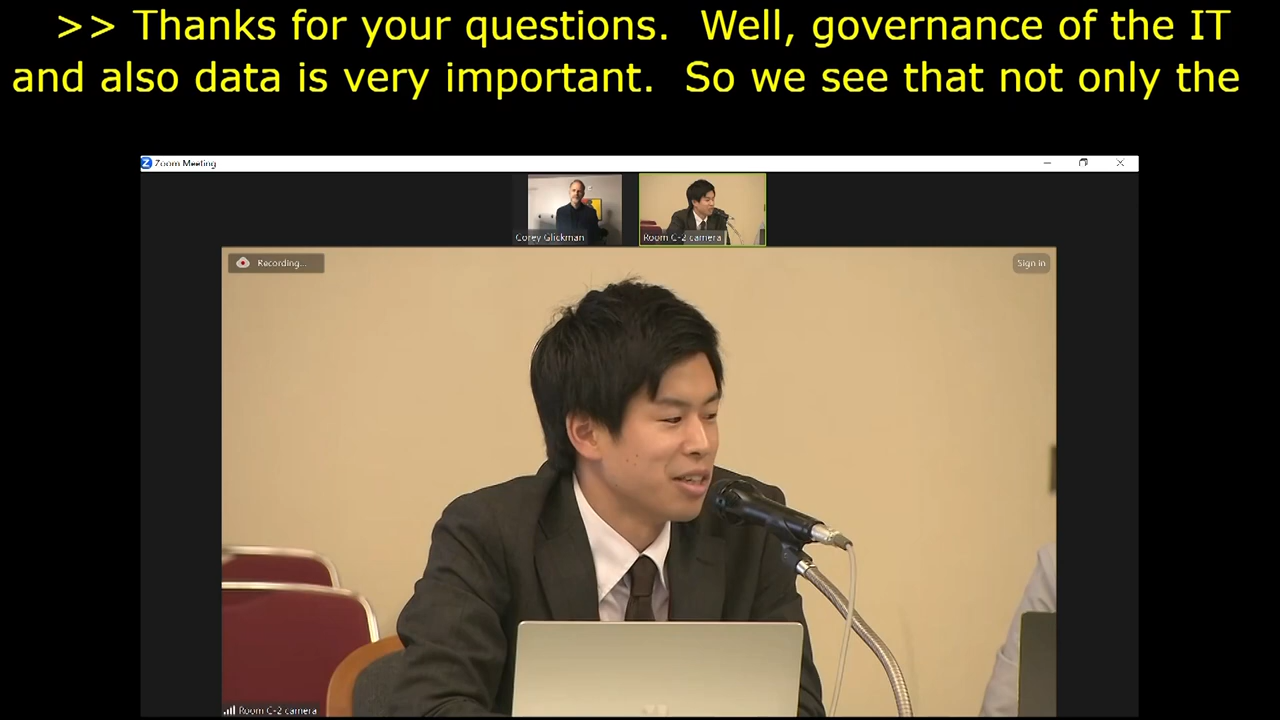 >> Thanks for your questions.  Well, governance of the IT
and also data is very important.  So we see that not only the
Zoom Meeting
Corey Glickman
Room C-2 camera
Recording...
Sign in
Room C-2 camera